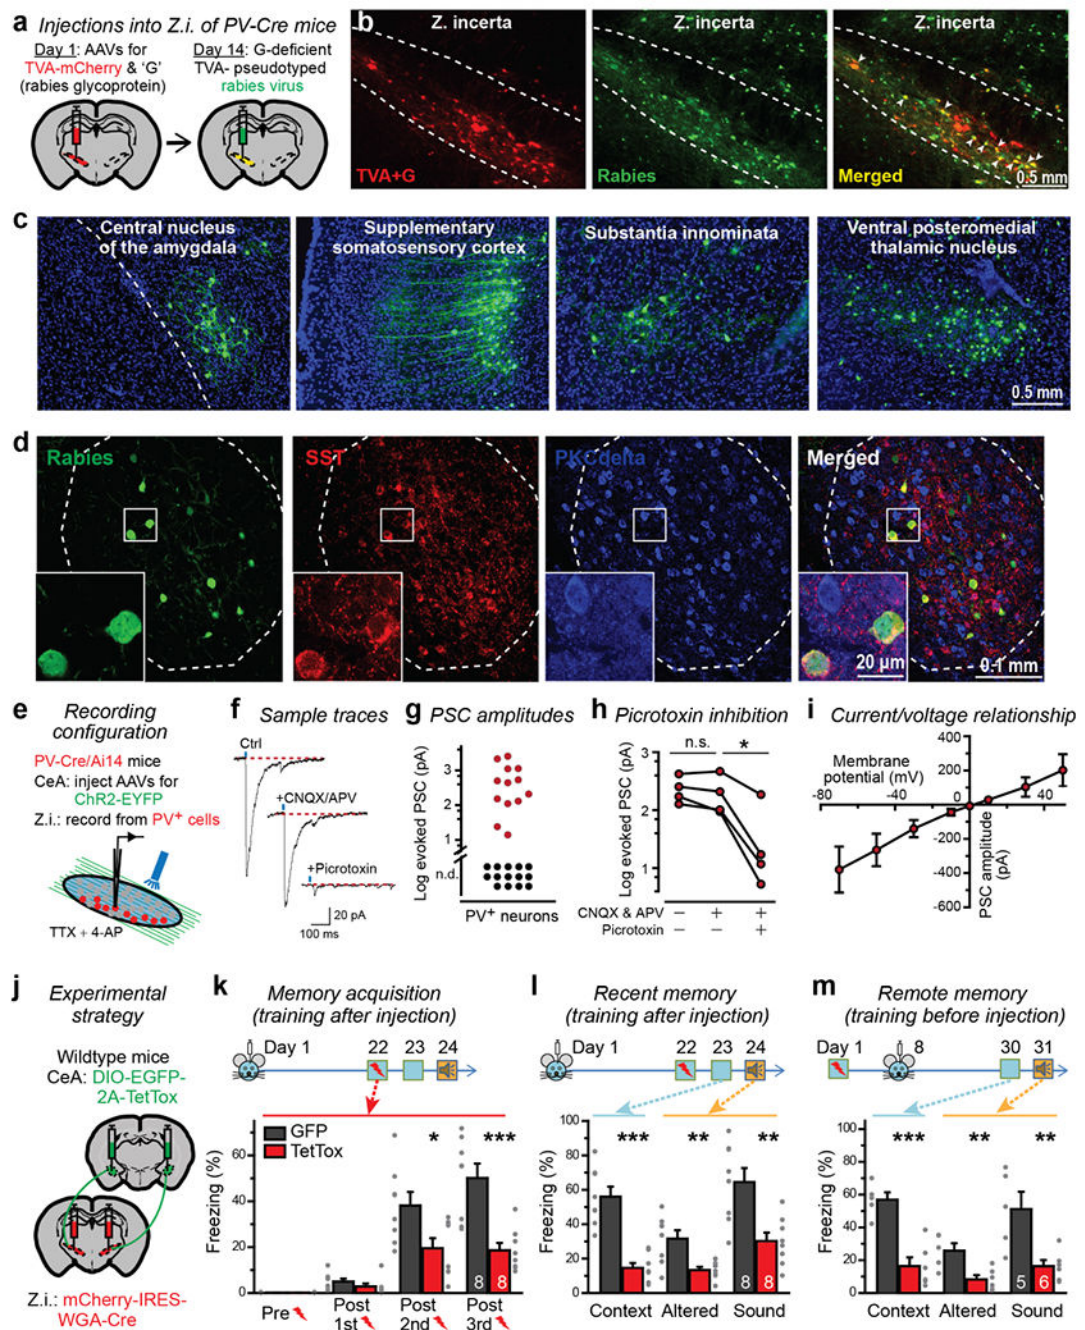 a Injections into Z.i. of PV-Cre mice
Day 1: AAVs for
TVA-mCherry & ‘G’
(rabies glycoprotein)
Day 14: G-deficient
TVA- pseudotyped
rabies virus
b
Z. incerta
TVA+G
Z. incerta
Rabies
Z. incerta
Merged
0.5 mm
c
Central nucleus
of the amygdala
Supplementary
somatosensory cortex
Substantia innominata
Ventral posteromedial
thalamic nucleus
0.5 mm
d
Rabies
SST
PKCdelta
Merged
20 µm
0.1 mm
e Recording
configuration
PV-Cre/Ai14 mice
CeA: inject AAVs for
ChR2-EYFP
Z.i.: record from PV+ cells
TTX + 4-AP
f Sample traces
Ctrl
+CNQX/APV
+Picrotoxin
20 pA
100 ms
g PSC amplitudes
Log evoked PSC (pA)
4
3
2
1
n.d.
PV+ neurons
h Picrotoxin inhibition
n.s.
*
Log evoked PSC (pA)
3
2
1
CNQX & APV − + +
Picrotoxin − − +
i Current/voltage relationship
Membrane
potential (mV)
-80
-40
40
400
200
-200
-400
-600
PSC amplitude
(pA)
j Experimental
strategy
Wildtype mice
CeA: DIO-EGFP-
2A-TetTox
Z.i.: mCherry-IRES-
WGA-Cre
k Memory acquisition
(training after injection)
Day 1
22
23
24
GFP
TetTox
*
***
Freezing (%)
60
40
20
0
8
8
Pre
Post
1st
Post
2nd
Post
3rd
l Recent memory
(training after injection)
Day 1
22
23
24
***
**
**
Freezing (%)
100
80
60
40
20
0
8
8
Context
Altered
Sound
m Remote memory
(training before injection)
Day 1
8
30
31
***
**
**
Freezing (%)
100
80
60
40
20
0
5
6
Context
Altered
Sound